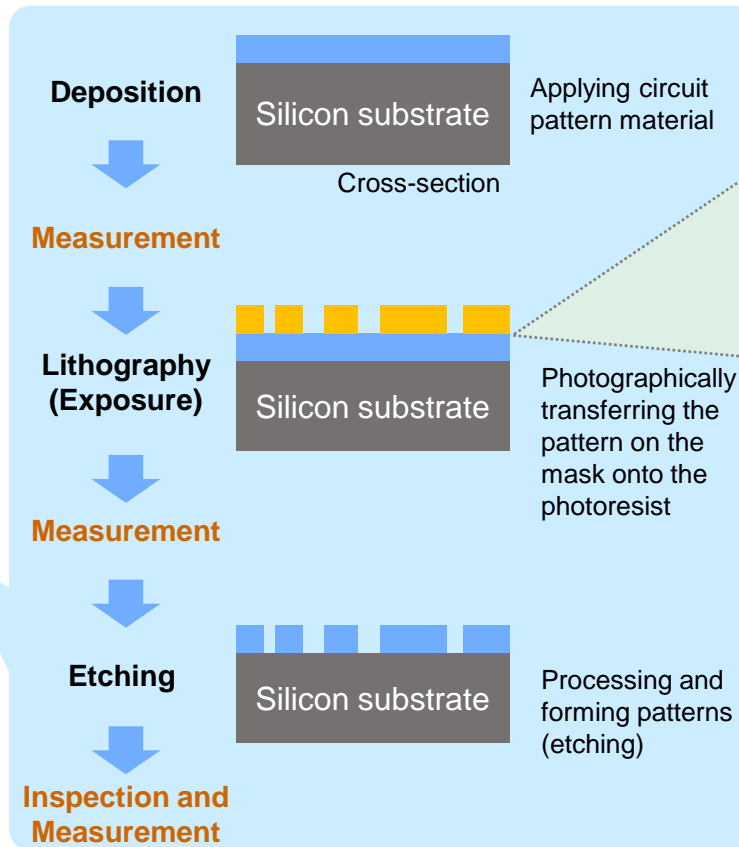 Deposition
Silicon substrate
Applying circuit
pattern material
Cross-section
Measurement
Lithography
(Exposure)
Silicon substrate
Photographically
transferring the
pattern on the
mask onto the
photoresist
Measurement
Etching
Silicon substrate
Processing and
forming patterns
(etching)
Inspection and
Measurement